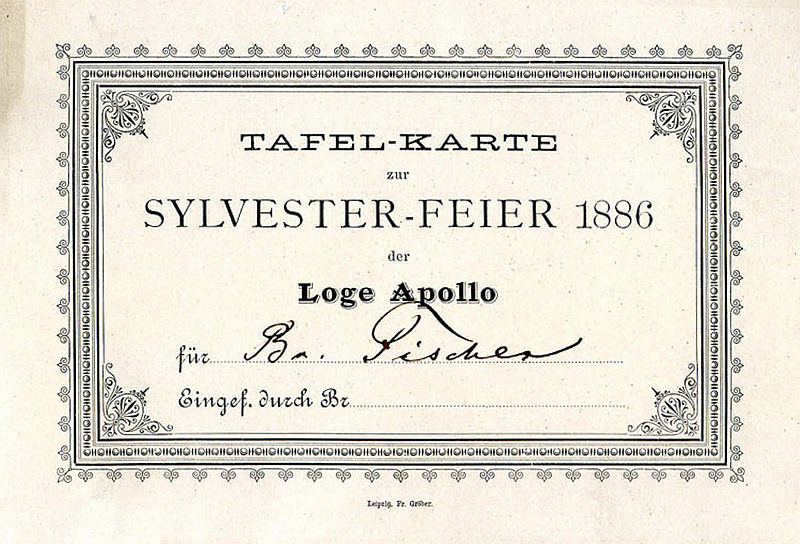 TAFEL-KARTE
zur
SYLVESTER-FEIER 1886
der
Loge Apollo
für Br. Fischer
Eingef. durch Br
Leipzig, Fr. Gröber.